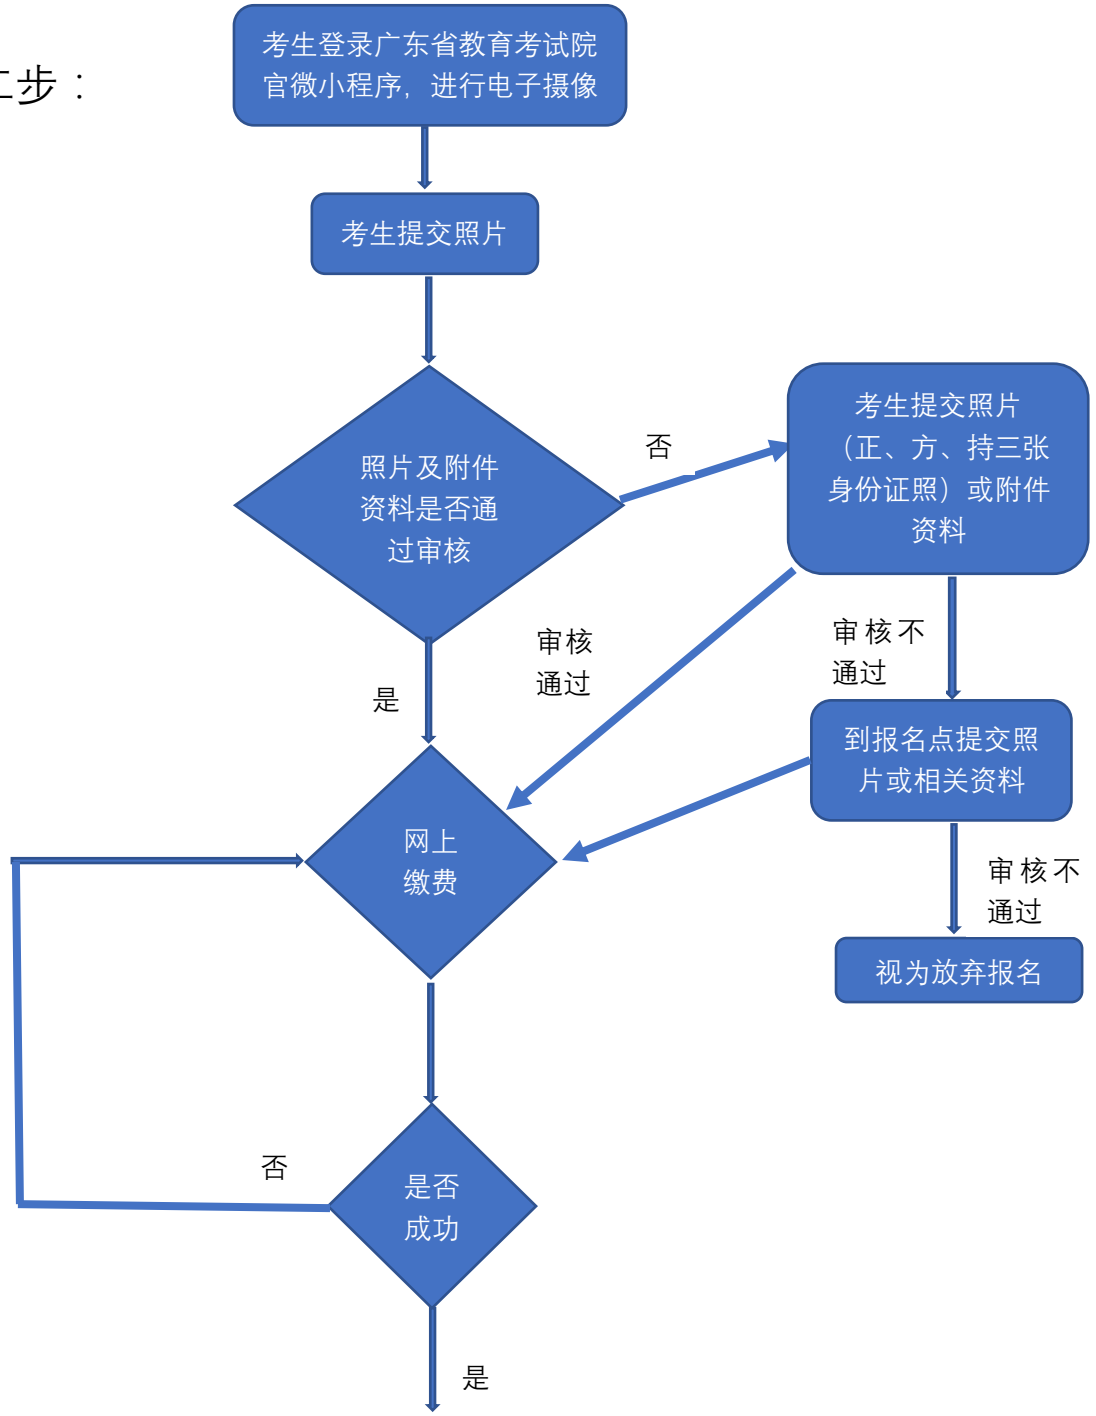 步：
考生登录广东省教育考试院
官微小程序，进行电子摄像
考生提交照片
照片及附件
资料是否通
过审核
否
考生提交照片
（正、方、持三张
身份证照）或附件
资料
审核
通过
审核不
通过
是
到报名点提交照
片或相关资料
网上
缴费
审核不
通过
视为放弃报名
否
是否
成功
是